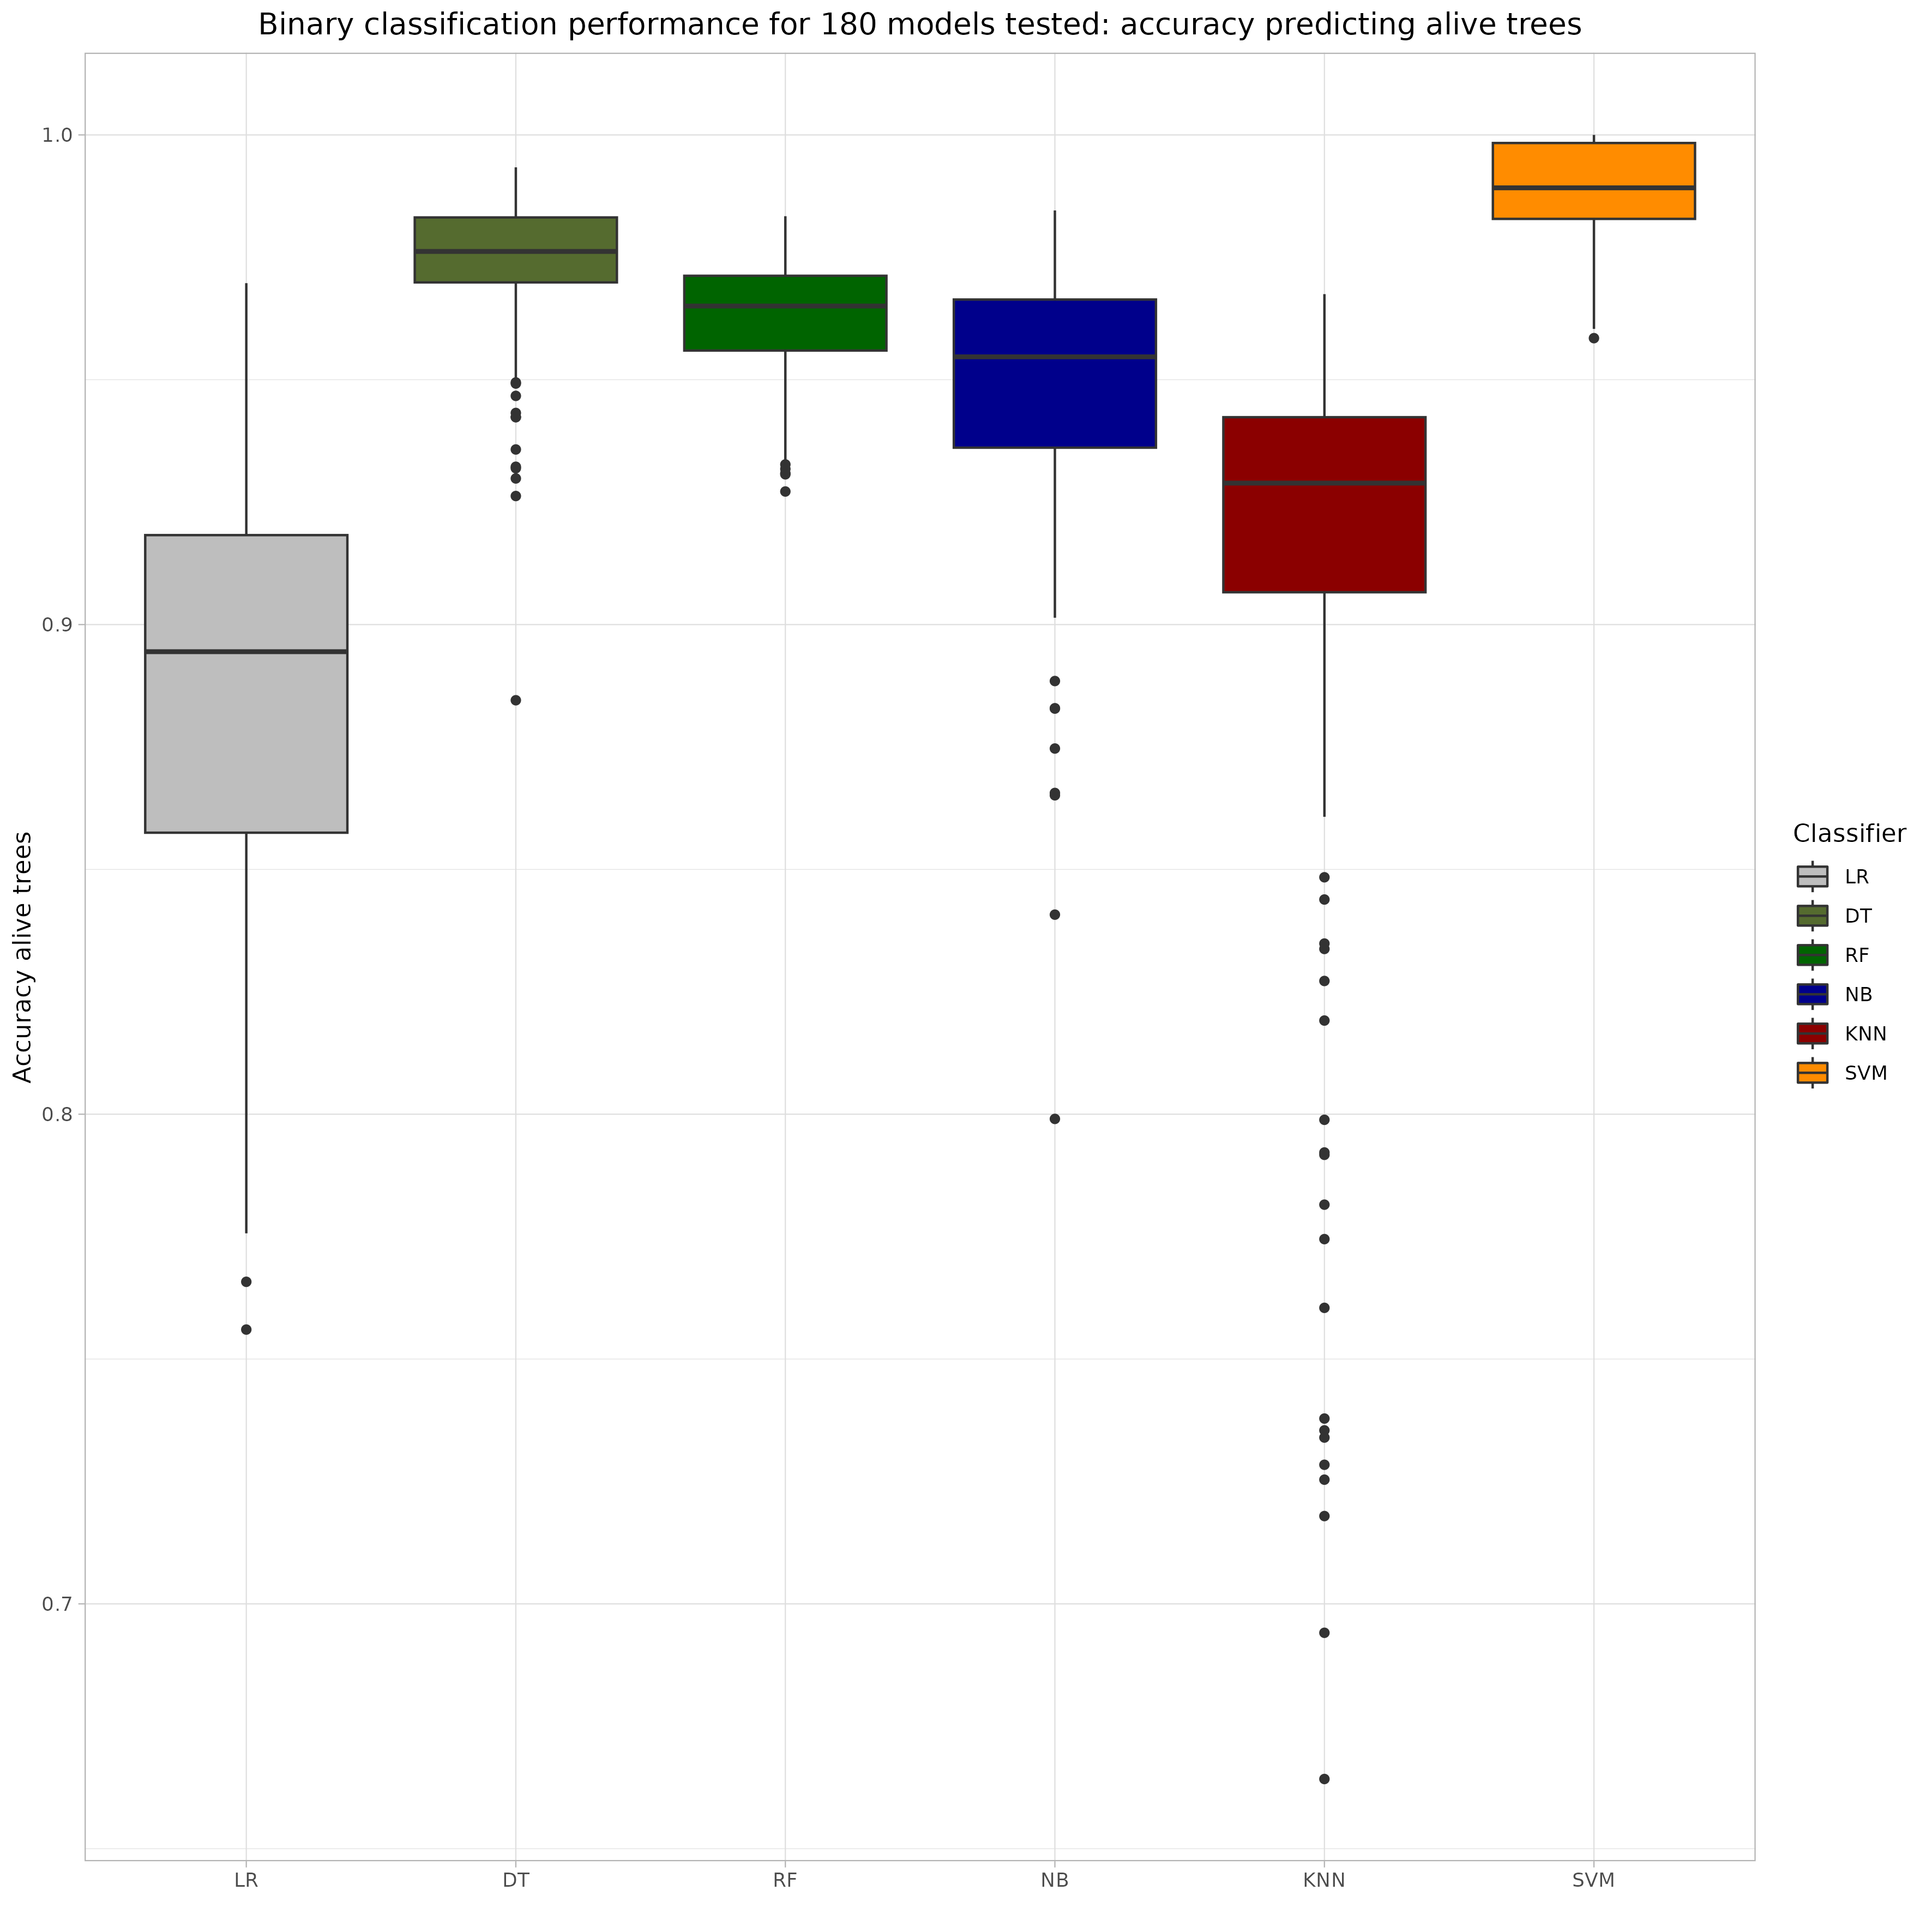 Binary classification performance for 180 models tested: accuracy predicting alive trees
Accuracy alive trees
1.0
0.9
0.8
0.7
LR
DT
RF
NB
KNN
SVM
Classifier
LR
DT
RF
NB
KNN
SVM